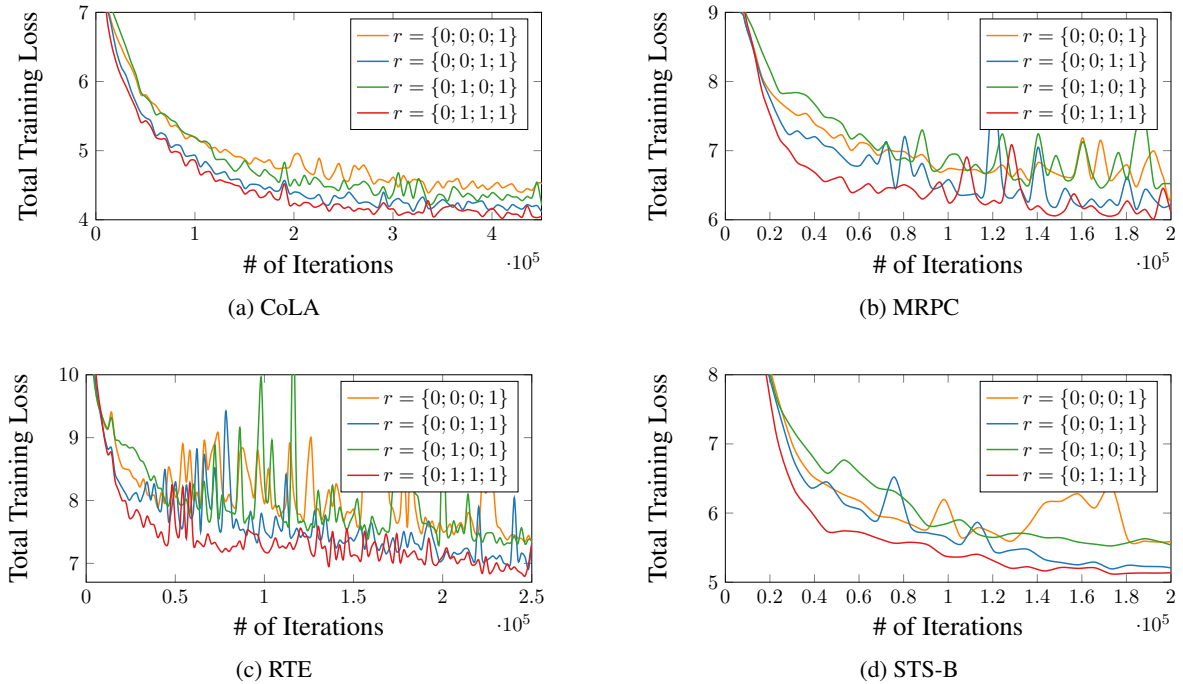 7
6
5
4
0
1
2
3
4
·10^5
Total Training Loss
# of Iterations
r = {0; 0; 0; 1}
r = {0; 0; 1; 1}
r = {0; 1; 0; 1}
r = {0; 1; 1; 1}
(a) CoLA
9
8
7
6
0
0.2
0.4
0.6
0.8
1
1.2
1.4
1.6
1.8
2
·10^5
Total Training Loss
# of Iterations
r = {0; 0; 0; 1}
r = {0; 0; 1; 1}
r = {0; 1; 0; 1}
r = {0; 1; 1; 1}
(b) MRPC
10
9
8
7
0
0.5
1
1.5
2
2.5
·10^5
Total Training Loss
# of Iterations
r = {0; 0; 0; 1}
r = {0; 0; 1; 1}
r = {0; 1; 0; 1}
r = {0; 1; 1; 1}
(c) RTE
8
7
6
5
0
0.2
0.4
0.6
0.8
1
1.2
1.4
1.6
1.8
2
·10^5
Total Training Loss
# of Iterations
r = {0; 0; 0; 1}
r = {0; 0; 1; 1}
r = {0; 1; 0; 1}
r = {0; 1; 1; 1}
(d) STS-B